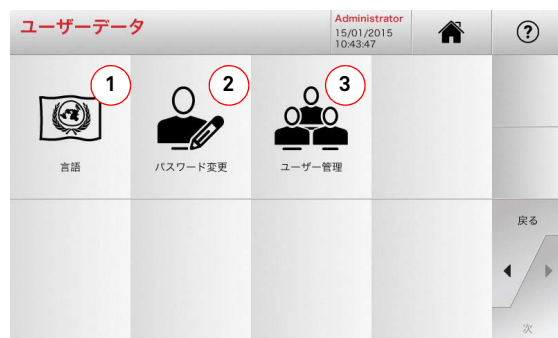 ユーザーデータ
Administrator
15/01/2015
10:43:47
?
1
2
3
言語
パスワード変更
ユーザー管理
戻る
次